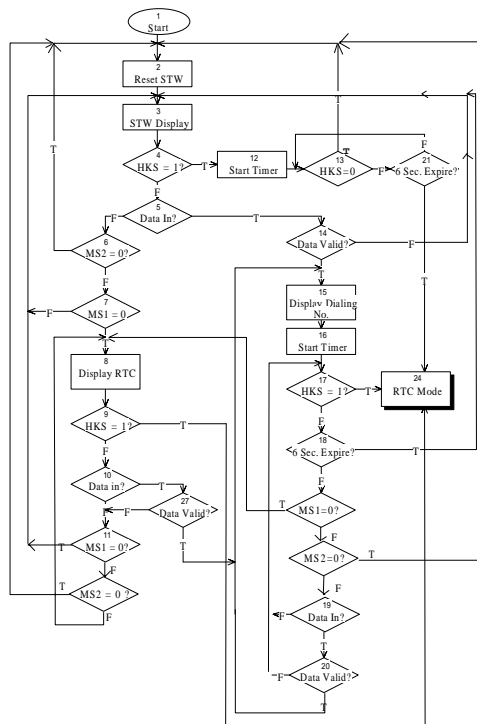 1
Start
2
Reset STW
3
STW Display
4
HKS = 1?
T
12
Start Timer
T
13
HKS=0
F
F
21
6 Sec. Expire?
T
F
5
Data In?
F
T
6
MS2 = 0?
T
F
14
Data Valid?
F
T
7
MS1 = 0
F
T
15
Display Dialing
No.
16
Start Timer
T
8
Display RTC
17
HKS = 1?
T
24
RTC Mode
F
9
HKS = 1?
T
F
18
6 Sec. Expire?
T
F
10
Data in?
T
F
27
Data Valid?
F
T
MS1=0?
T
F
11
MS1 = 0?
T
F
MS2=0?
T
F
MS2 = 0 ?
T
F
19
Data In?
F
T
20
Data Valid?
F
T